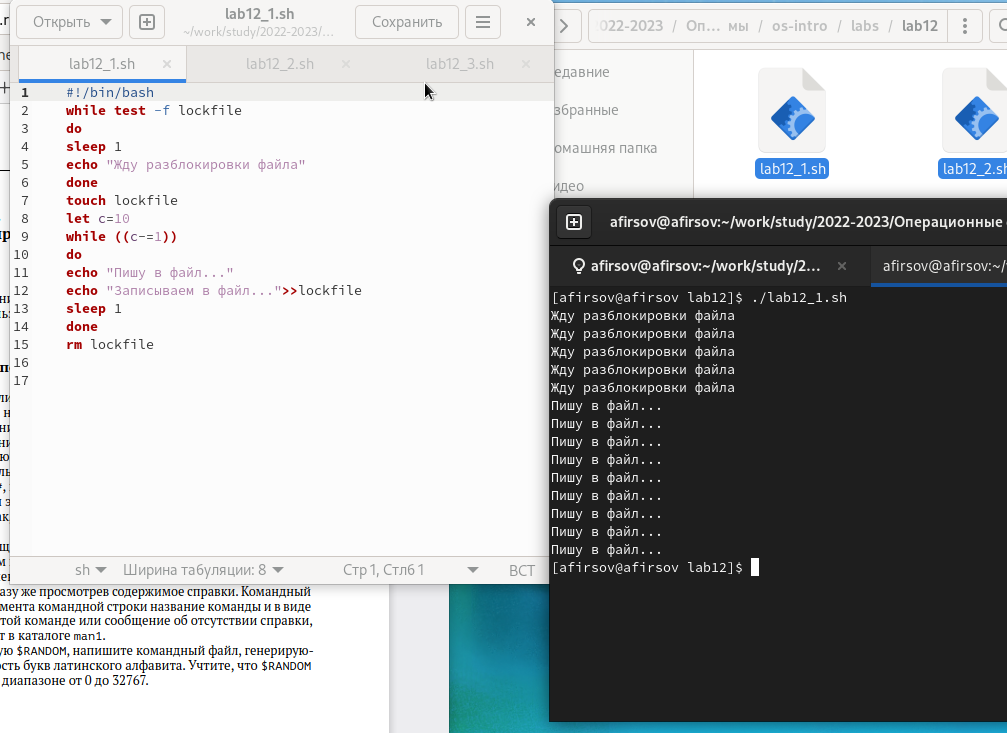 Открыть
lab12_1.sh
~/work/study/2022-2023/…
Сохранить
lab12_1.sh
lab12_2.sh
lab12_3.sh
1 #!/bin/bash
2 while test -f lockfile
3 do
4 sleep 1
5 echo "Жду разблокировки файла"
6 done
7 touch lockfile
8 let c=10
9 while ((c-=1))
10 do
11 echo "Пишу в файл..."
12 echo "Записываем в файл...">>lockfile
13 sleep 1
14 done
15 rm lockfile
16
17
sh
Ширина табуляции: 8
Стр 1, Стлб 1
ВСТ
022-2023 / Оп… мы / os-intro / labs / lab12
едавние
збранные
омашняя папка
идео
lab12_1.sh
lab12_2.sh
afirsov@afirsov:~/work/study/2022-2023/Операционные
afirsov@afirsov:~/work/study/2...
afirsov@afirsov:~/
[afirsov@afirsov lab12]$ ./lab12_1.sh
Жду разблокировки файла
Жду разблокировки файла
Жду разблокировки файла
Жду разблокировки файла
Жду разблокировки файла
Пишу в файл...
Пишу в файл...
Пишу в файл...
Пишу в файл...
Пишу в файл...
Пишу в файл...
Пишу в файл...
Пишу в файл...
Пишу в файл...
[afirsov@afirsov lab12]$
азу же просмотрев содержимое справки. Командный
мента командной строки название команды и в виде
той команде или сообщение об отсутствии справки,
т в каталоге man1.
ую $RANDOM, напишите командный файл, генерирую-
ость букв латинского алфавита. Учтите, что $RANDOM
диапазоне от 0 до 32767.